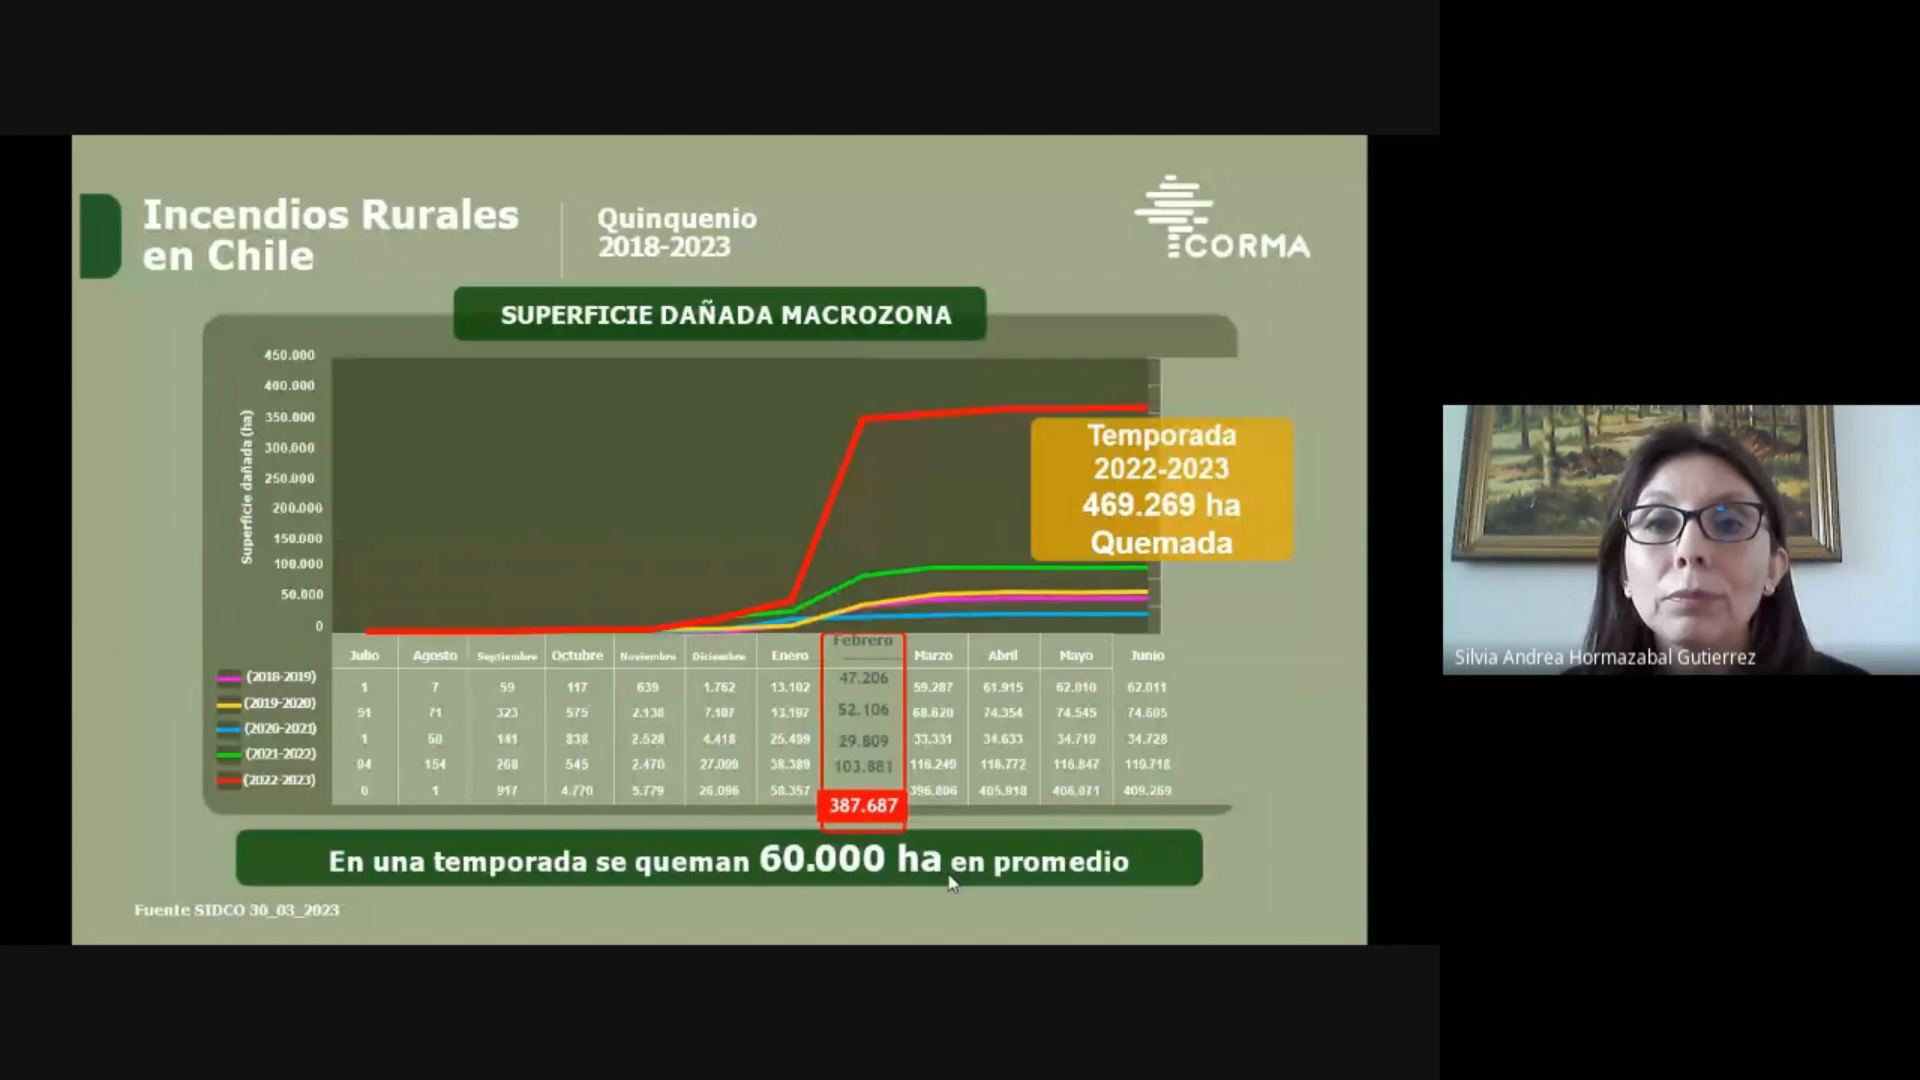 Incendios Rurales
en Chile
Quinquenio
2018-2023
CORMA
SUPERFICIE DAÑADA MACROZONA
Superficie dañada (ha)
450.000
400.000
350.000
300.000
250.000
200.000
150.000
100.000
50.000
0
Temporada
2022-2023
469.269 ha
Quemada
Julio Agosto Septiembre Octubre Noviembre Diciembre Enero Febrero Marzo Abril Mayo Junio
(2018-2019) 1 7 59 117 639 1.762 13.102 47.206 59.287 61.915 62.010 62.011
(2019-2020) 51 71 323 575 2.138 7.107 13.197 52.106 68.620 74.354 74.545 74.605
(2020-2021) 1 50 141 838 2.528 4.418 25.499 29.809 33.331 34.633 34.719 34.728
(2021-2022) 94 154 268 545 2.470 27.099 38.389 103.881 116.249 116.772 116.847 119.718
(2022-2023) 0 1 917 4.770 5.779 26.096 58.357 387.687 396.806 405.918 406.071 409.269
En una temporada se queman 60.000 ha en promedio
Fuente SIDCO 30_03_2023
Silvia Andrea Hormazabal Gutierrez